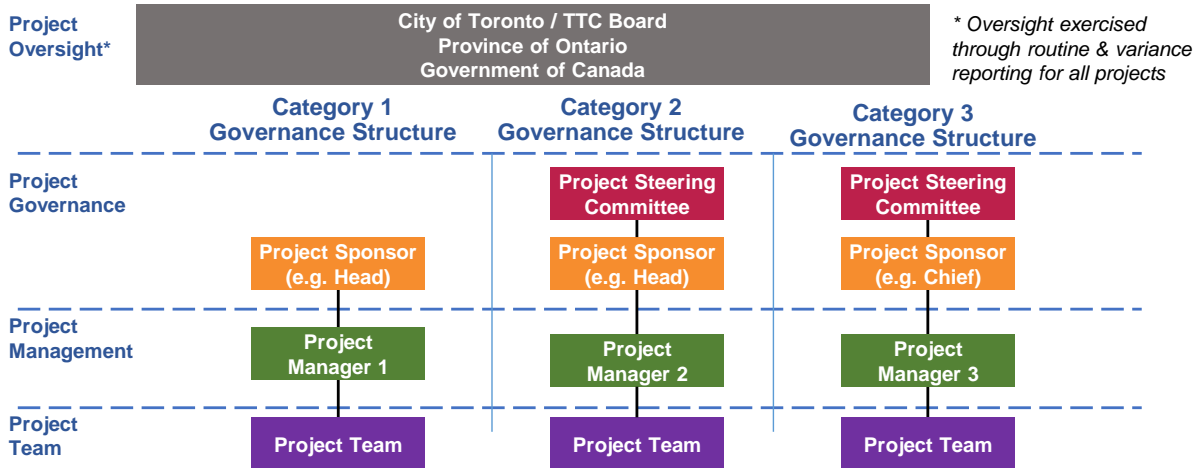 Project
Oversight*
City of Toronto / TTC Board
Province of Ontario
Government of Canada
* Oversight exercised
through routine & variance
reporting for all projects
Category 1
Governance Structure
Category 2
Governance Structure
Category 3
Governance Structure
Project
Governance
Project Steering
Committee
Project Steering
Committee
Project Sponsor
(e.g. Head)
Project Sponsor
(e.g. Head)
Project Sponsor
(e.g. Chief)
Project
Management
Project
Manager 1
Project
Manager 2
Project
Manager 3
Project
Team
Project Team
Project Team
Project Team